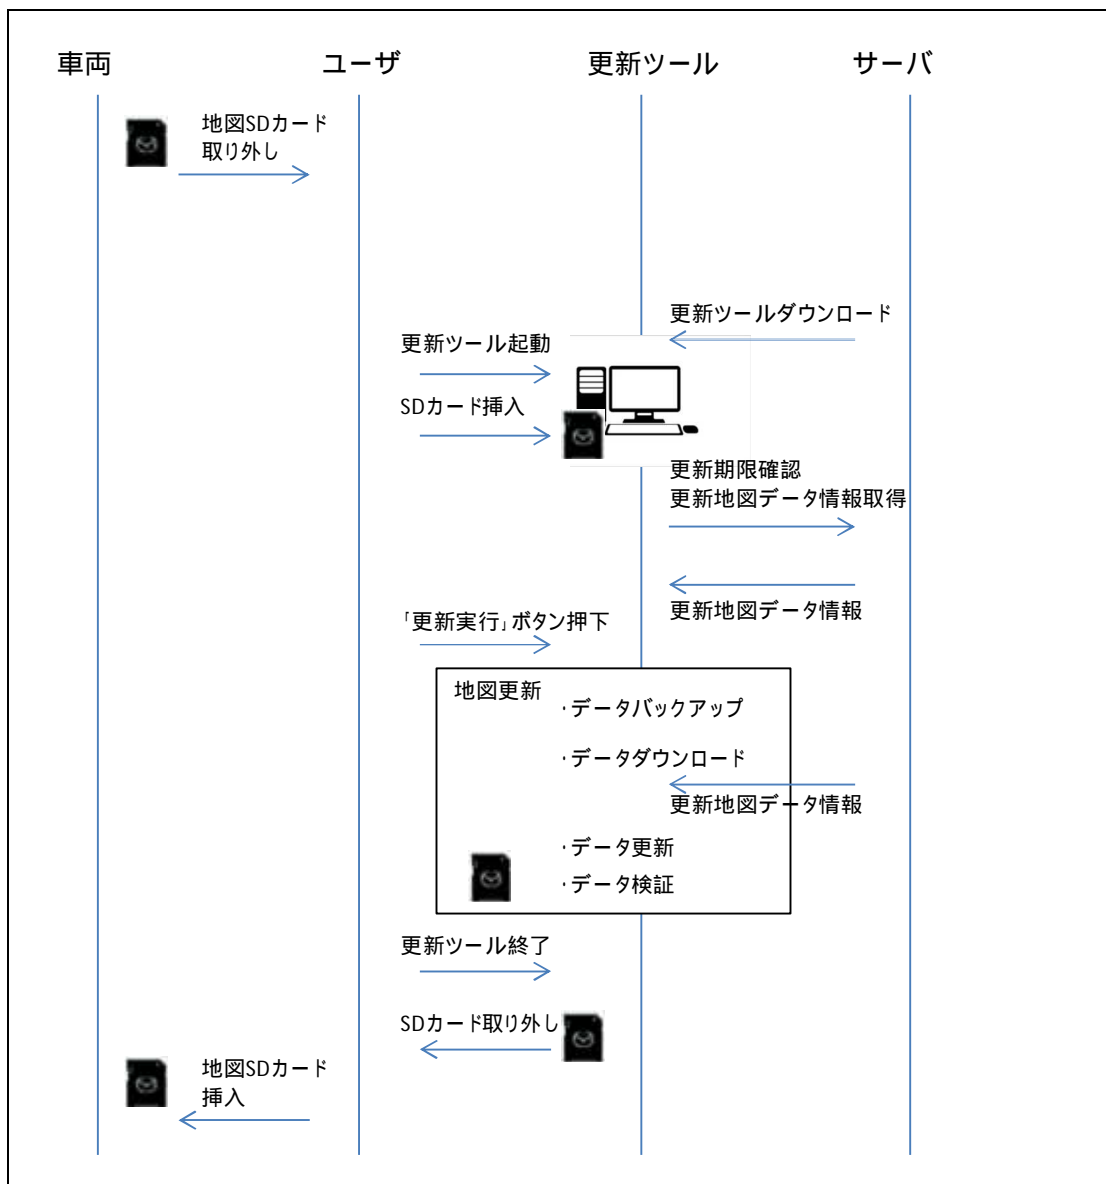 車両
ユーザ
更新ツール
サーバ
地図SDカード
取り外し
更新ツールダウンロード
更新ツール起動
SDカード挿入
更新期限確認
更新地図データ情報取得
更新地図データ情報
「更新実行」ボタン押下
地図更新
・データバックアップ
・データダウンロード
更新地図データ情報
・データ更新
・データ検証
更新ツール終了
SDカード取り外し
地図SDカード
挿入